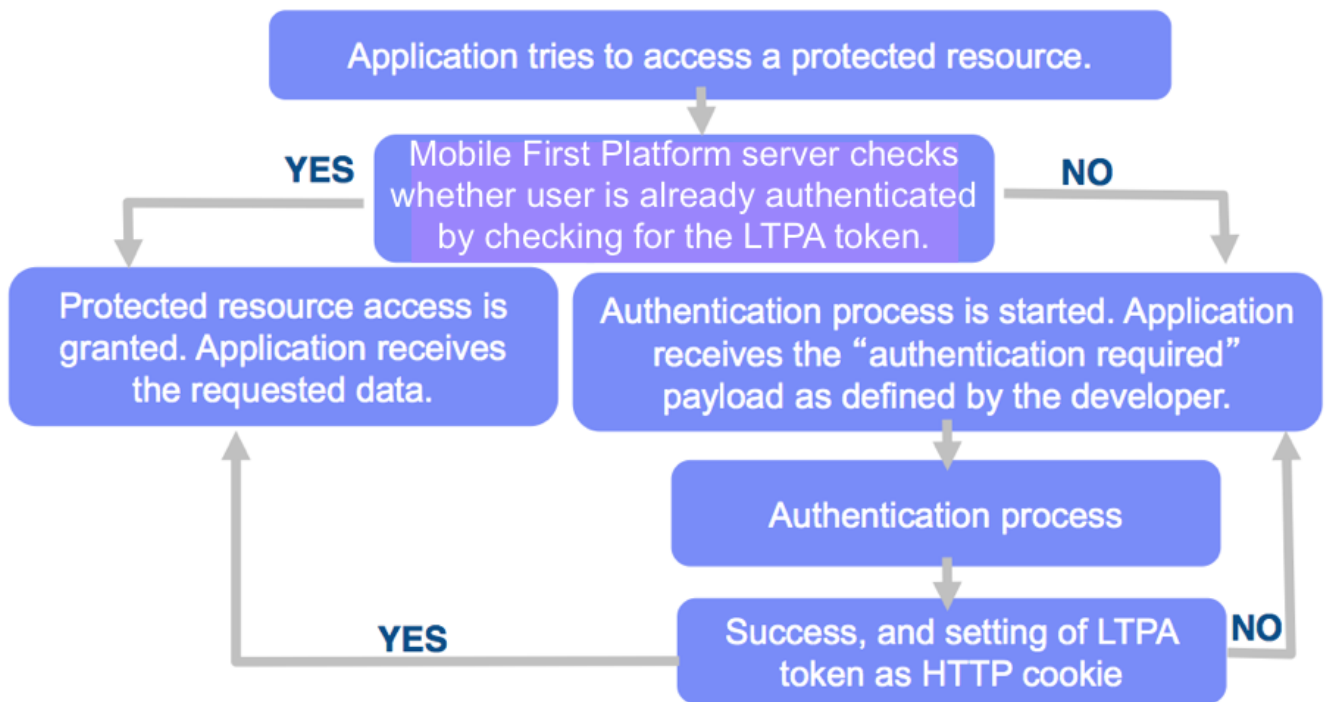 Application tries to access a protected resource.
YES
Mobile First Platform server checks
whether user is already authenticated
by checking for the LTPA token.
NO
Protected resource access is
granted. Application receives
the requested data.
Authentication process is started. Application
receives the “authentication required”
payload as defined by the developer.
Authentication process
YES
Success, and setting of LTPA
token as HTTP cookie
NO